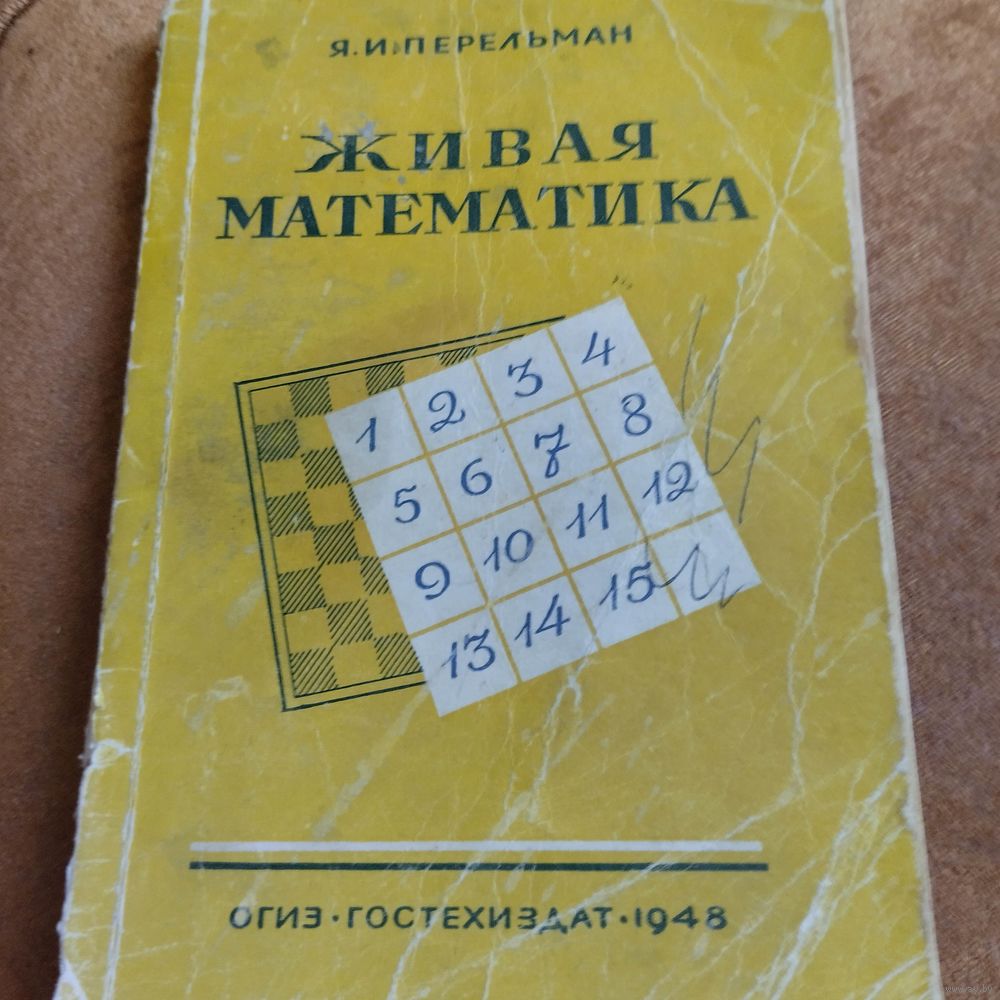 Я. И. ПЕРЕЛЬМАН
ЖИВАЯ
МАТЕМАТИКА
1 2 3 4
5 6 7 8
9 10 11 12
13 14 15
ОГИЗ · ГОСТЕХИЗДАТ · 1948